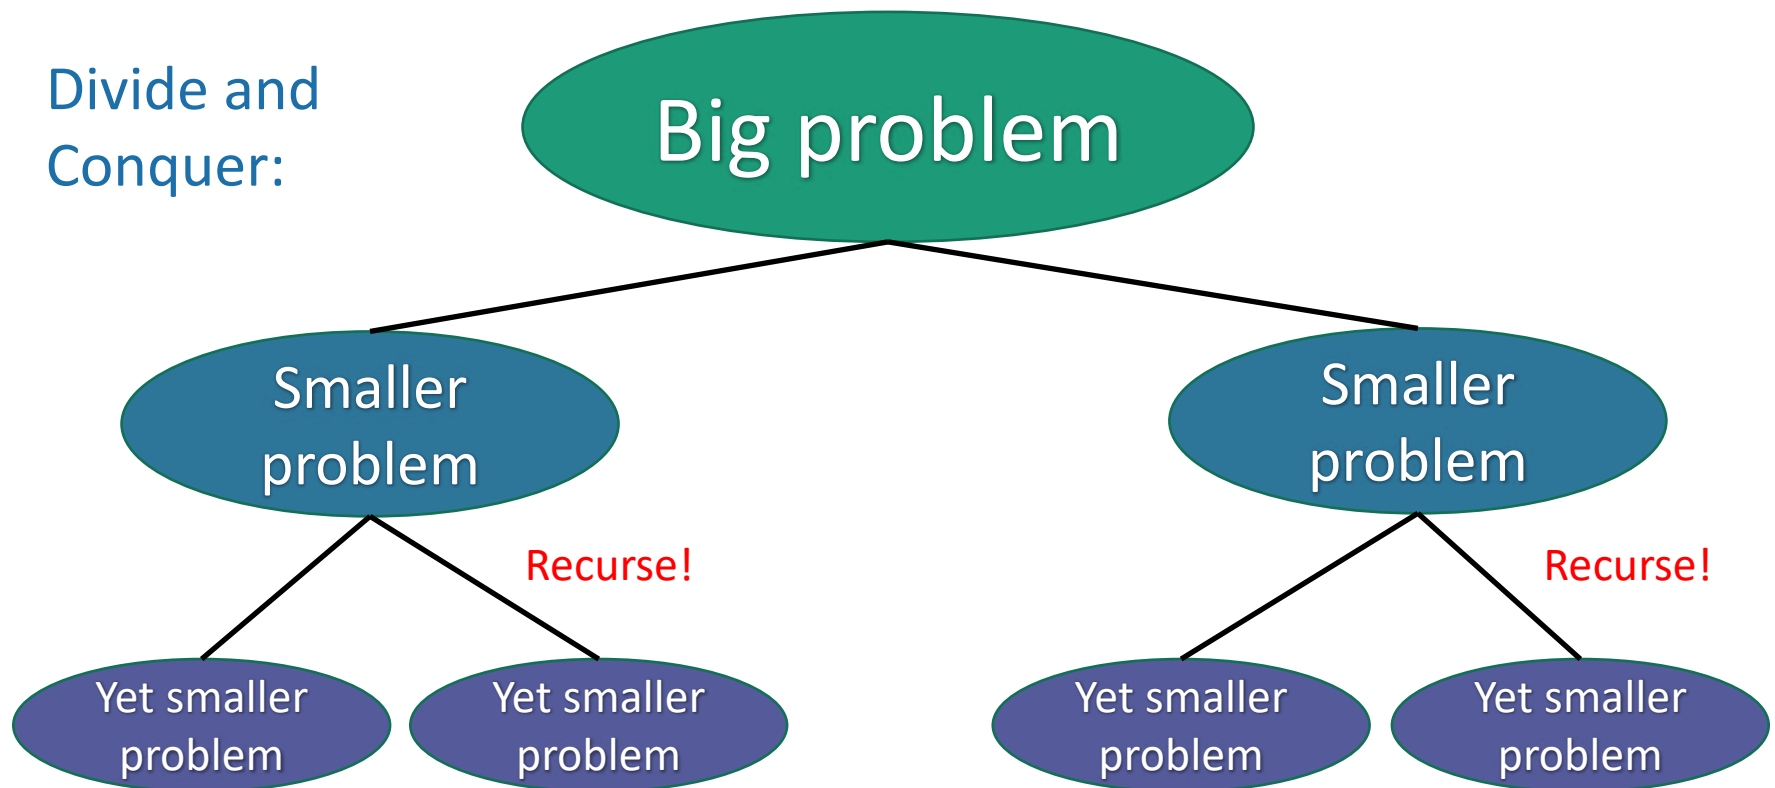 Divide and
Conquer:
Big problem
Smaller
problem
Smaller
problem
Recurse!
Recurse!
Yet smaller
problem
Yet smaller
problem
Yet smaller
problem
Yet smaller
problem